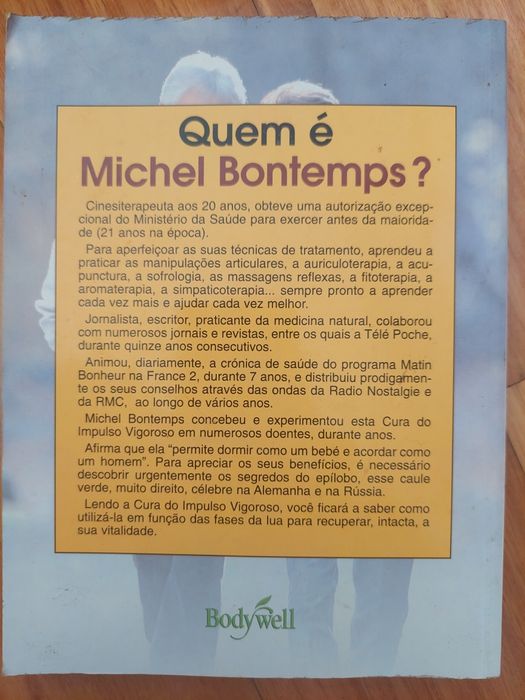 Quem é
Michel Bontemps?
Cinesiterapeuta aos 20 anos, obteve uma autorização excep-
cional do Ministério da Saúde para exercer antes da maiorida-
de (21 anos na época).
Para aperfeiçoar as suas técnicas de tratamento, aprendeu a
praticar as manipulações articulares, a auriculoterapia, a acu-
punctura, a sofrologia, as massagens reflexas, a fitoterapia, a
aromaterapia, a simpaticoterapia... sempre pronto a aprender
cada vez mais e ajudar cada vez melhor.
Jornalista, escritor, praticante da medicina natural, colaborou
com numerosos jornais e revistas, entre os quais a Télé Poche,
durante quinze anos consecutivos.
Animou, diariamente, a crónica de saúde do programa Matin
Bonheur na France 2, durante 7 anos, e distribuiu prodigamen-
te os seus conselhos através das ondas da Radio Nostalgie e
da RMC, ao longo de vários anos.
Michel Bontemps concebeu e experimentou esta Cura do
Impulso Vigoroso em numerosos doentes, durante anos.
Afirma que ela “permite dormir como um bebé e acordar como
um homem”. Para apreciar os seus benefícios, é necessário
descobrir urgentemente os segredos do epílobo, esse caule
verde, muito direito, célebre na Alemanha e na Rússia.
Lendo a Cura do Impulso Vigoroso, você ficará a saber como
utilizá-la em função das fases da lua para recuperar, intacta, a
sua vitalidade.
Bodywell